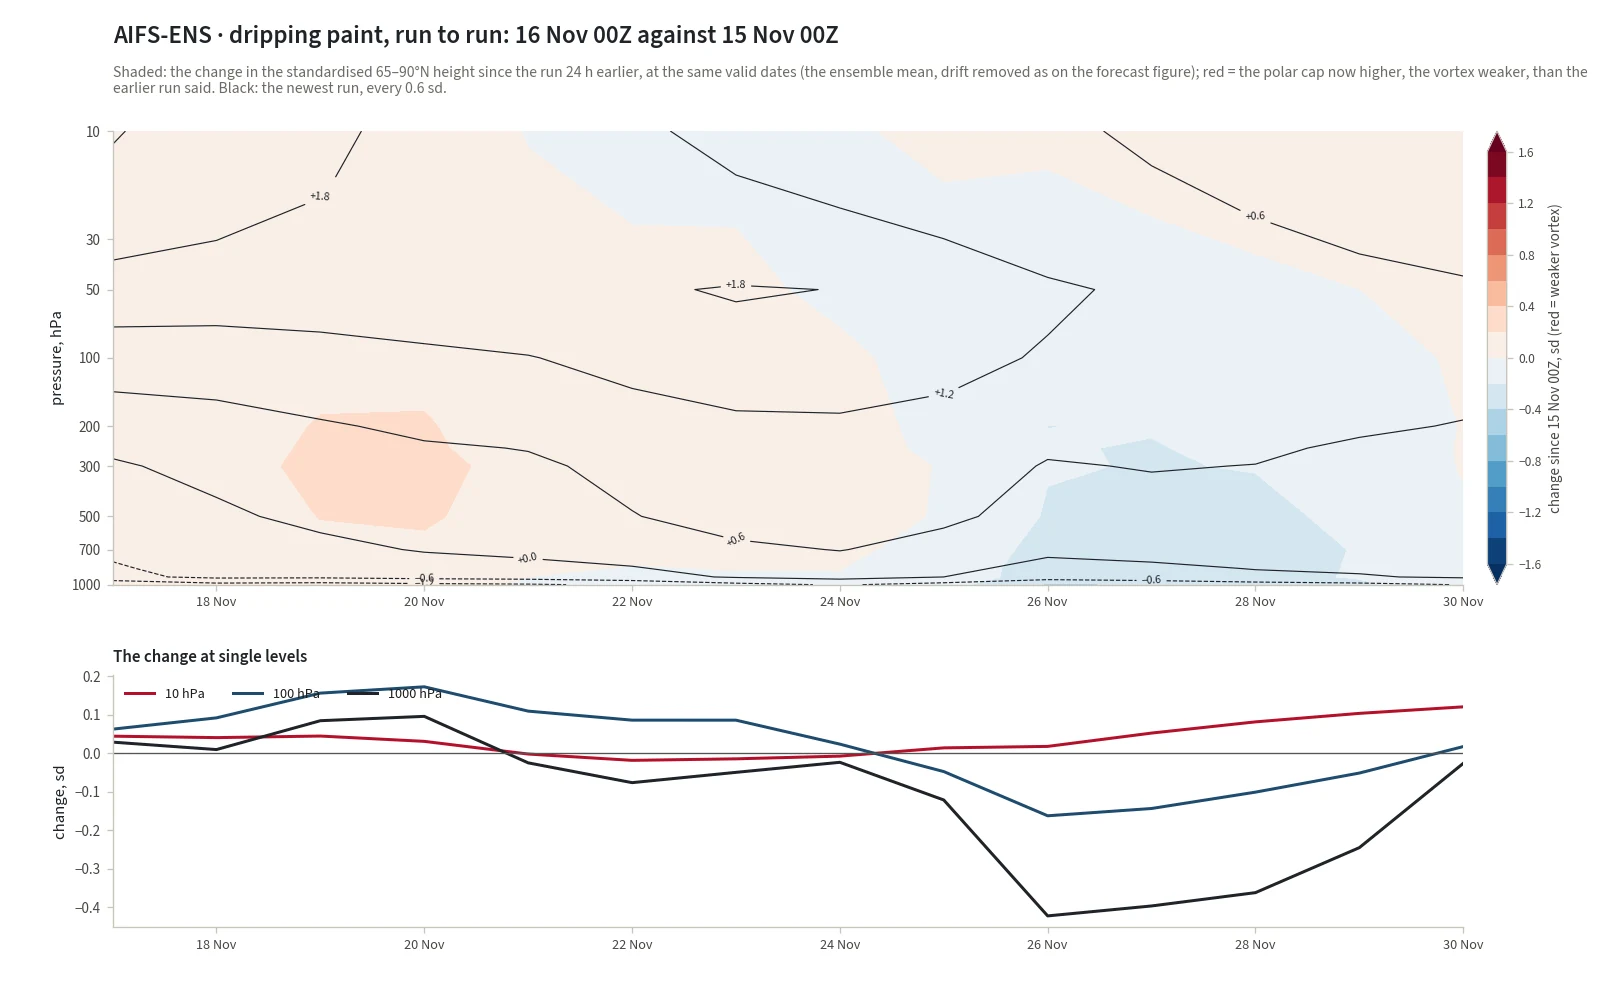 AIFS-ENS · dripping paint, run to run: 16 Nov 00Z against 15 Nov 00Z
Shaded: the change in the standardised 65–90°N height since the run 24 h earlier, at the same valid dates (the ensemble mean, drift removed as on the forecast figure); red = the polar cap now higher, the vortex weaker, than the
earlier run said. Black: the newest run, every 0.6 sd.
pressure, hPa
10
30
50
100
200
300
500
700
1000
+1.8
+1.8
+0.6
+1.2
+0.6
+0.0
−0.6
−0.6
18 Nov
20 Nov
22 Nov
24 Nov
26 Nov
28 Nov
30 Nov
1.6
1.2
0.8
0.4
0.0
−0.4
−0.8
−1.2
−1.6
change since 15 Nov 00Z, sd (red = weaker vortex)
The change at single levels
10 hPa
100 hPa
1000 hPa
change, sd
0.2
0.1
0.0
−0.1
−0.2
−0.3
−0.4
18 Nov
20 Nov
22 Nov
24 Nov
26 Nov
28 Nov
30 Nov